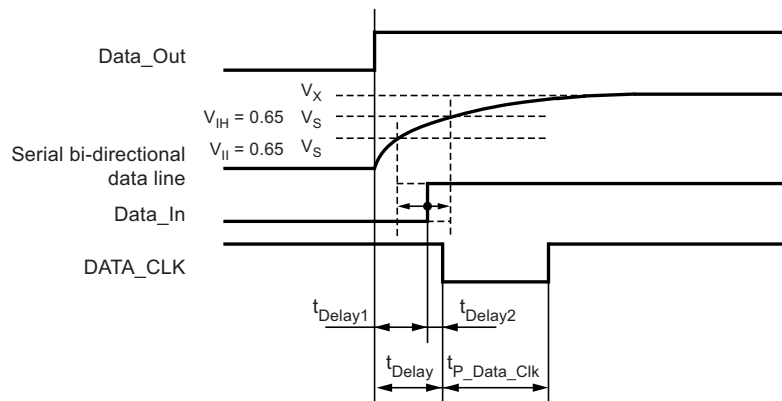 Data_Out
V_X
V_IH = 0.65 V_S
V_II = 0.65 V_S
Serial bi-directional
data line
Data_In
DATA_CLK
t_Delay1
t_Delay2
t_Delay
t_P_Data_Clk